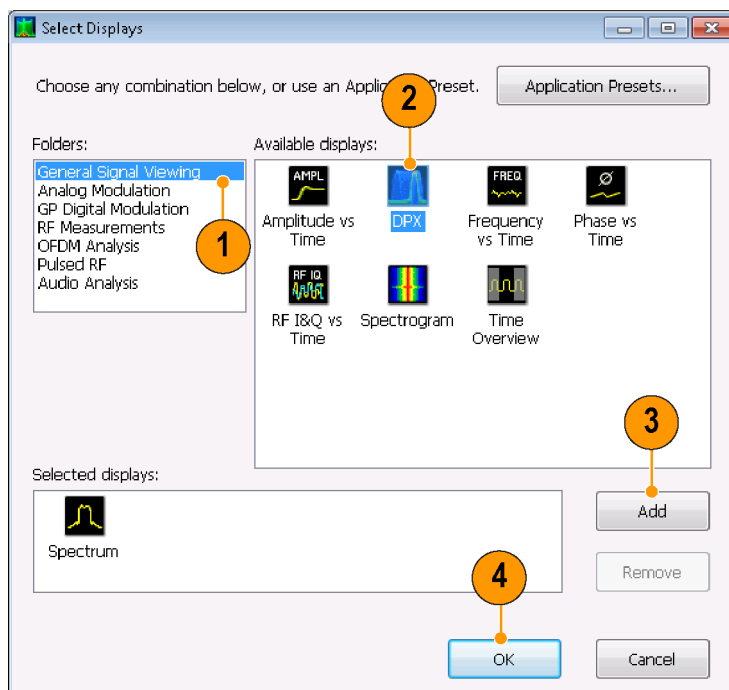 Select Displays
Choose any combination below, or use an Applic Preset.
Application Presets...
2
Folders:
Available displays:
General Signal Viewing
Analog Modulation
GP Digital Modulation
RF Measurements
OFDM Analysis
Pulsed RF
Audio Analysis
1
AMPL
Amplitude vs
Time
DPX
FREQ
Frequency
vs Time
Ø
Phase vs
Time
RF IQ
RF I&Q vs
Time
Spectrogram
Time
Overview
3
Selected displays:
Spectrum
Add
Remove
4
OK
Cancel